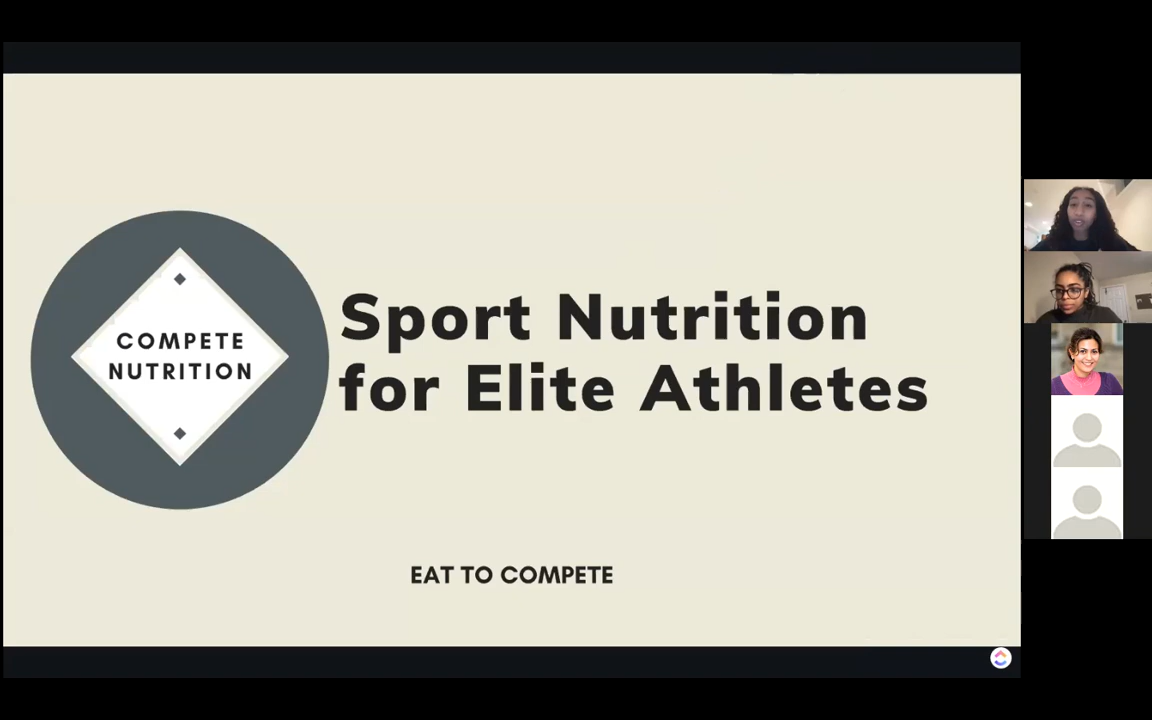 COMPETE
NUTRITION
Sport Nutrition
for Elite Athletes
EAT TO COMPETE